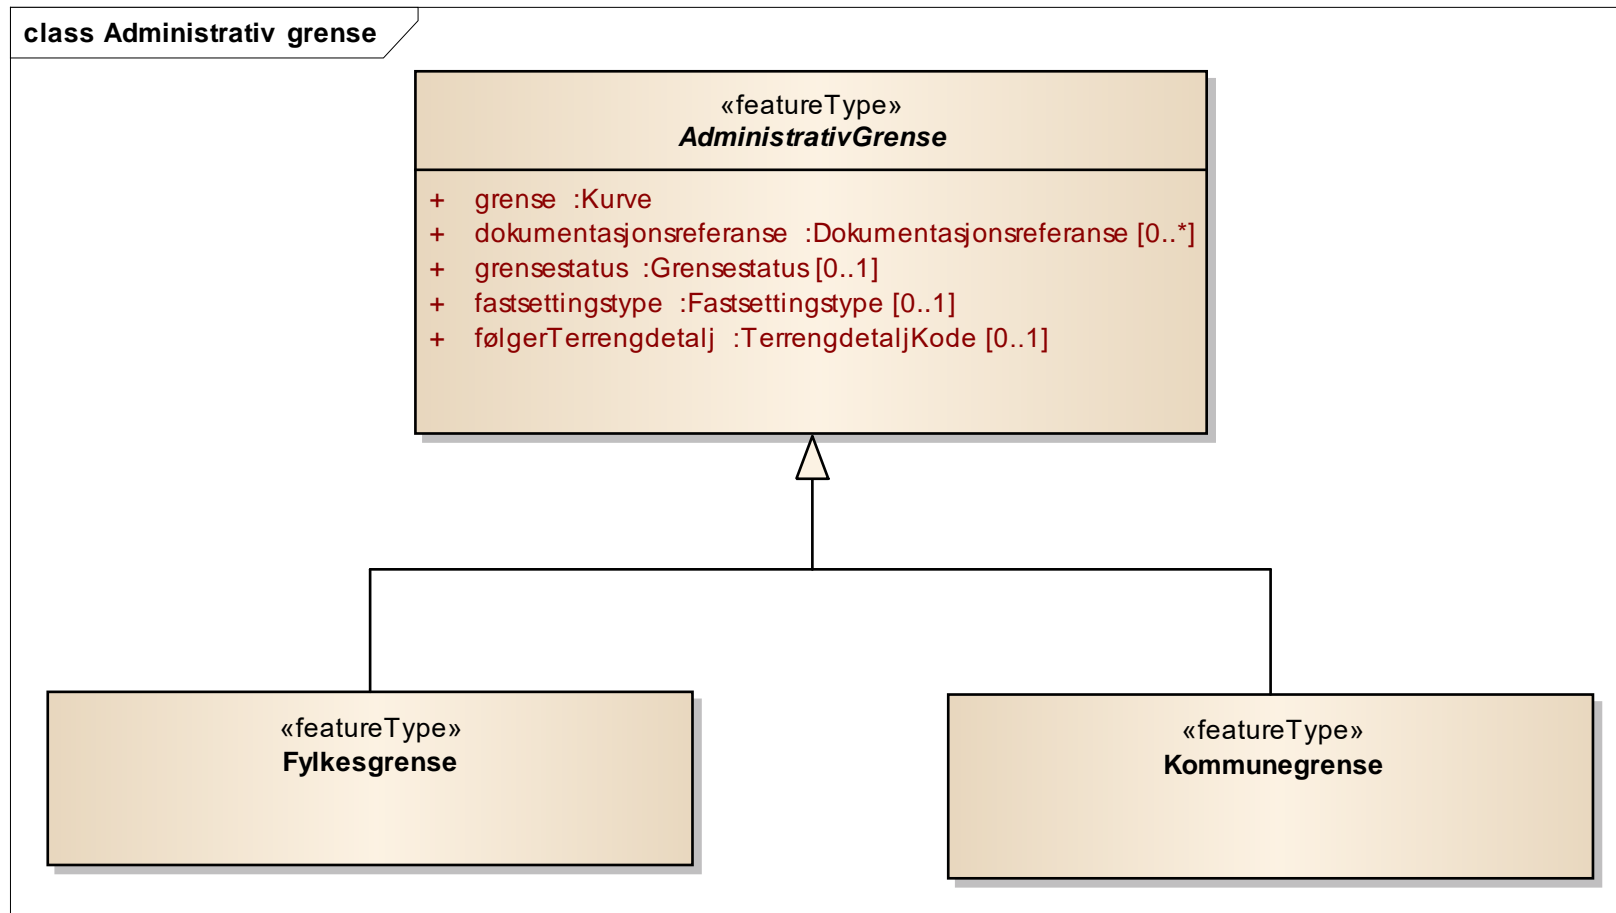 class Administrativ grense
«featureType»
AdministrativGrense
+ grense :Kurve
+ dokumentasjonsreferanse :Dokumentasjonsreferanse [0..*]
+ grensestatus :Grensestatus [0..1]
+ fastsettingstype :Fastsettingstype [0..1]
+ følgerTerrengdetalj :TerrengdetaljKode [0..1]
«featureType»
Fylkesgrense
«featureType»
Kommunegrense